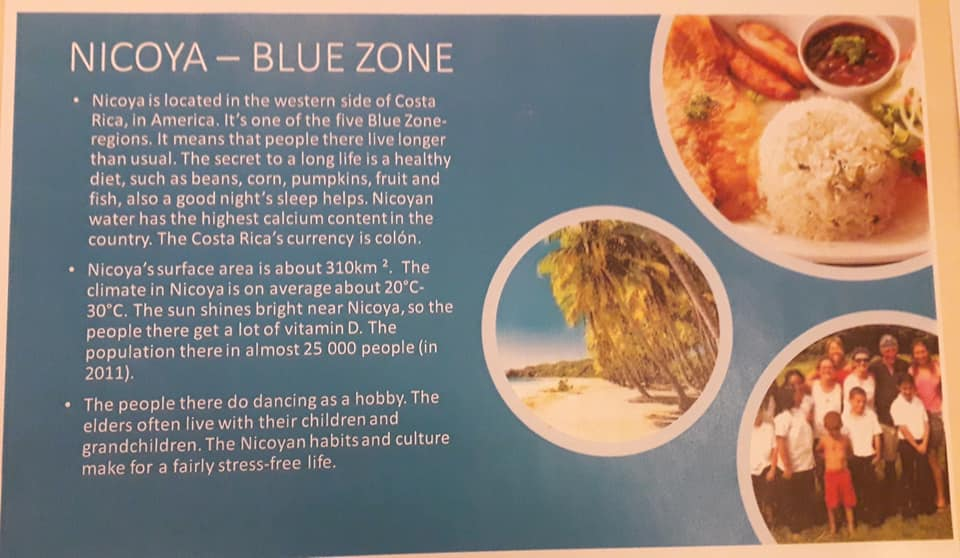 NICOYA – BLUE ZONE
• Nicoya is located in the western side of Costa
Rica, in America. It's one of the five Blue Zone-
regions. It means that people there live longer
than usual. The secret to a long life is a healthy
diet, such as beans, corn, pumpkins, fruit and
fish, also a good night's sleep helps. Nicoyan
water has the highest calcium content in the
country. The Costa Rica's currency is colón.
• Nicoya's surface area is about 310km ². The
climate in Nicoya is on average about 20°C-
30°C. The sun shines bright near Nicoya, so the
people there get a lot of vitamin D. The
population there in almost 25 000 people (in
2011).
• The people there do dancing as a hobby. The
elders often live with their children and
grandchildren. The Nicoyan habits and culture
make for a fairly stress-free life.